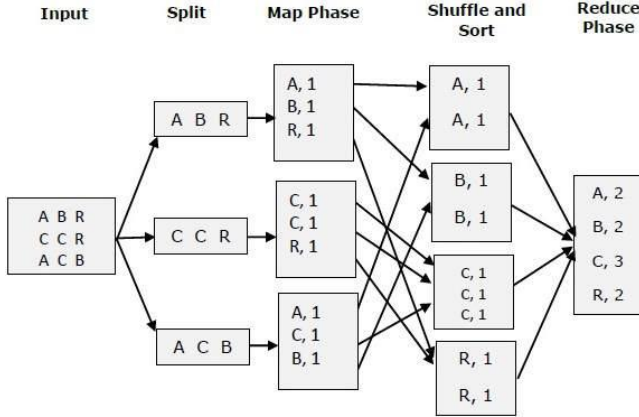 Input
Split
Map Phase
Shuffle and
Sort
Reduce
Phase
A B R
C C R
A C B
A B R
C C R
A C B
A, 1
B, 1
R, 1
C, 1
C, 1
R, 1
A, 1
C, 1
B, 1
A, 1
A, 1
B, 1
B, 1
C, 1
C, 1
C, 1
R, 1
R, 1
A, 2
B, 2
C, 3
R, 2